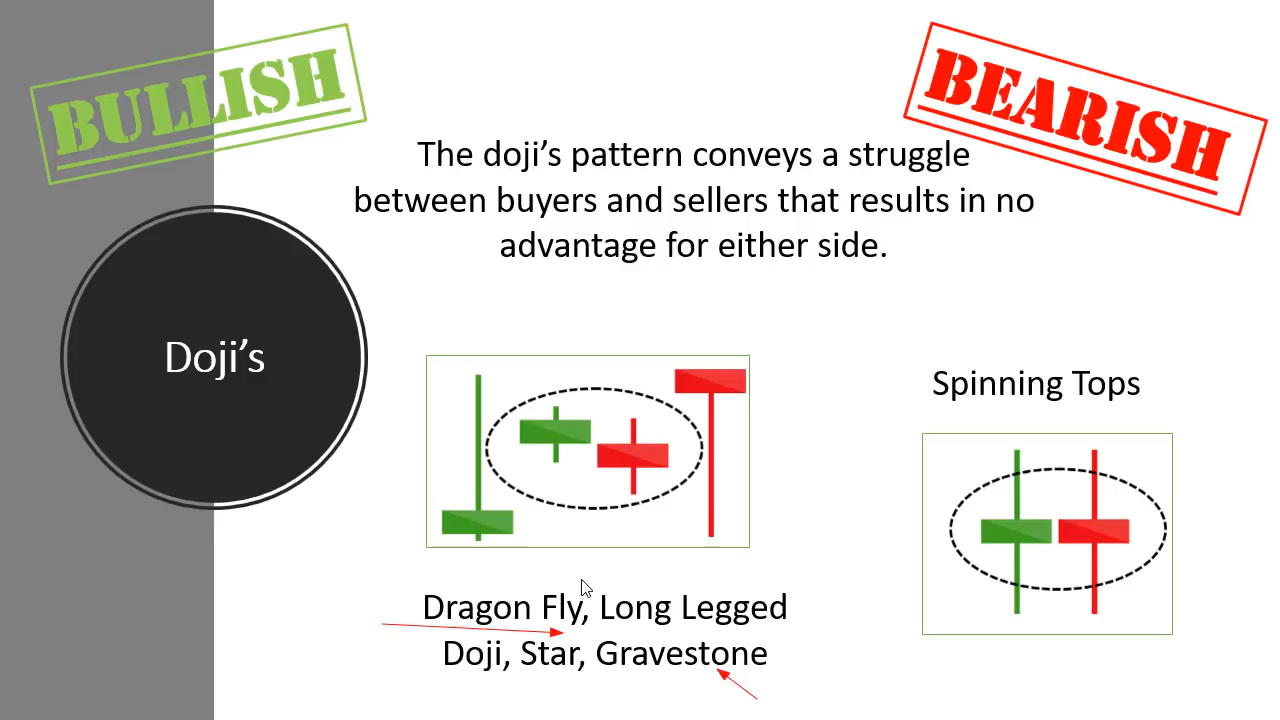 BULLISH
BEARISH
The doji’s pattern conveys a struggle
between buyers and sellers that results in no
advantage for either side.
Doji’s
Spinning Tops
Dragon Fly, Long Legged
Doji, Star, Gravestone